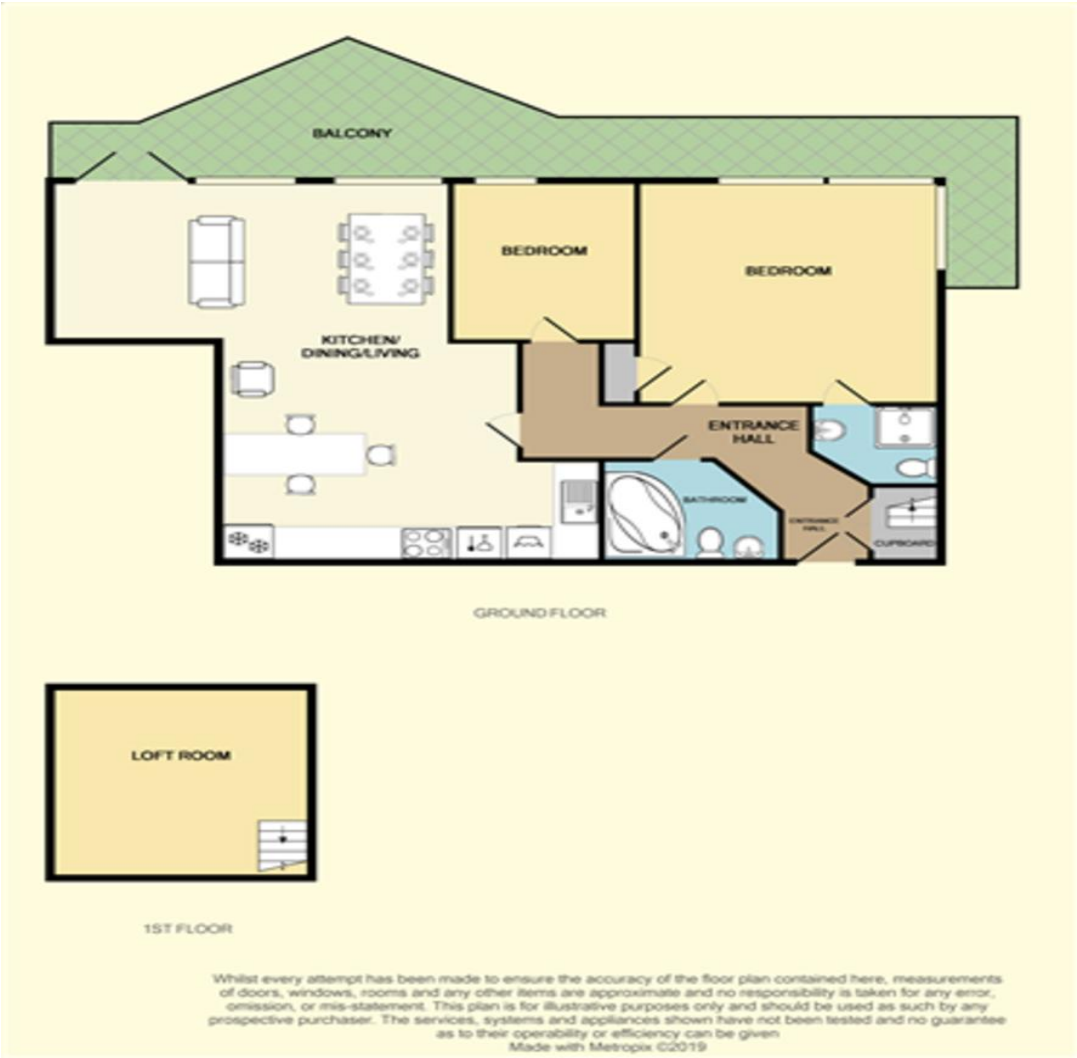 BALCONY
BEDROOM
BEDROOM
KITCHEN/
DINING/LIVING
ENTRANCE
HALL
BATHROOM
ENTRANCE
HALL
CUPBOARD
GROUND FLOOR
LOFT ROOM
1ST FLOOR
Whilst every attempt has been made to ensure the accuracy of the floor plan contained here, measurements
of doors, windows, rooms and any other items are approximate and no responsibility is taken for any error,
omission, or mis-statement. This plan is for illustrative purposes only and should be used as such by any
prospective purchaser. The services, systems and appliances shown have not been tested and no guarantee
as to their operability or efficiency can be given
Made with Metropix ©2019